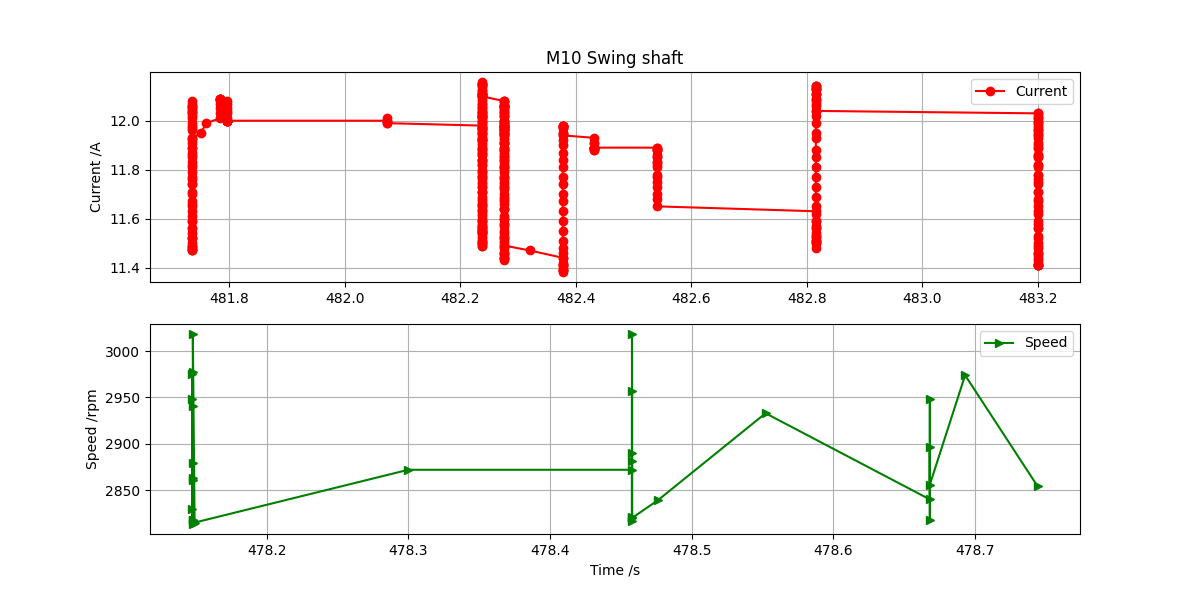 M10 Swing shaft
Current /A
12.0
11.8
11.6
11.4
Current
481.8 482.0 482.2 482.4 482.6 482.8 483.0 483.2
Speed /rpm
3000
2950
2900
2850
Speed
478.2 478.3 478.4 478.5 478.6 478.7
Time /s